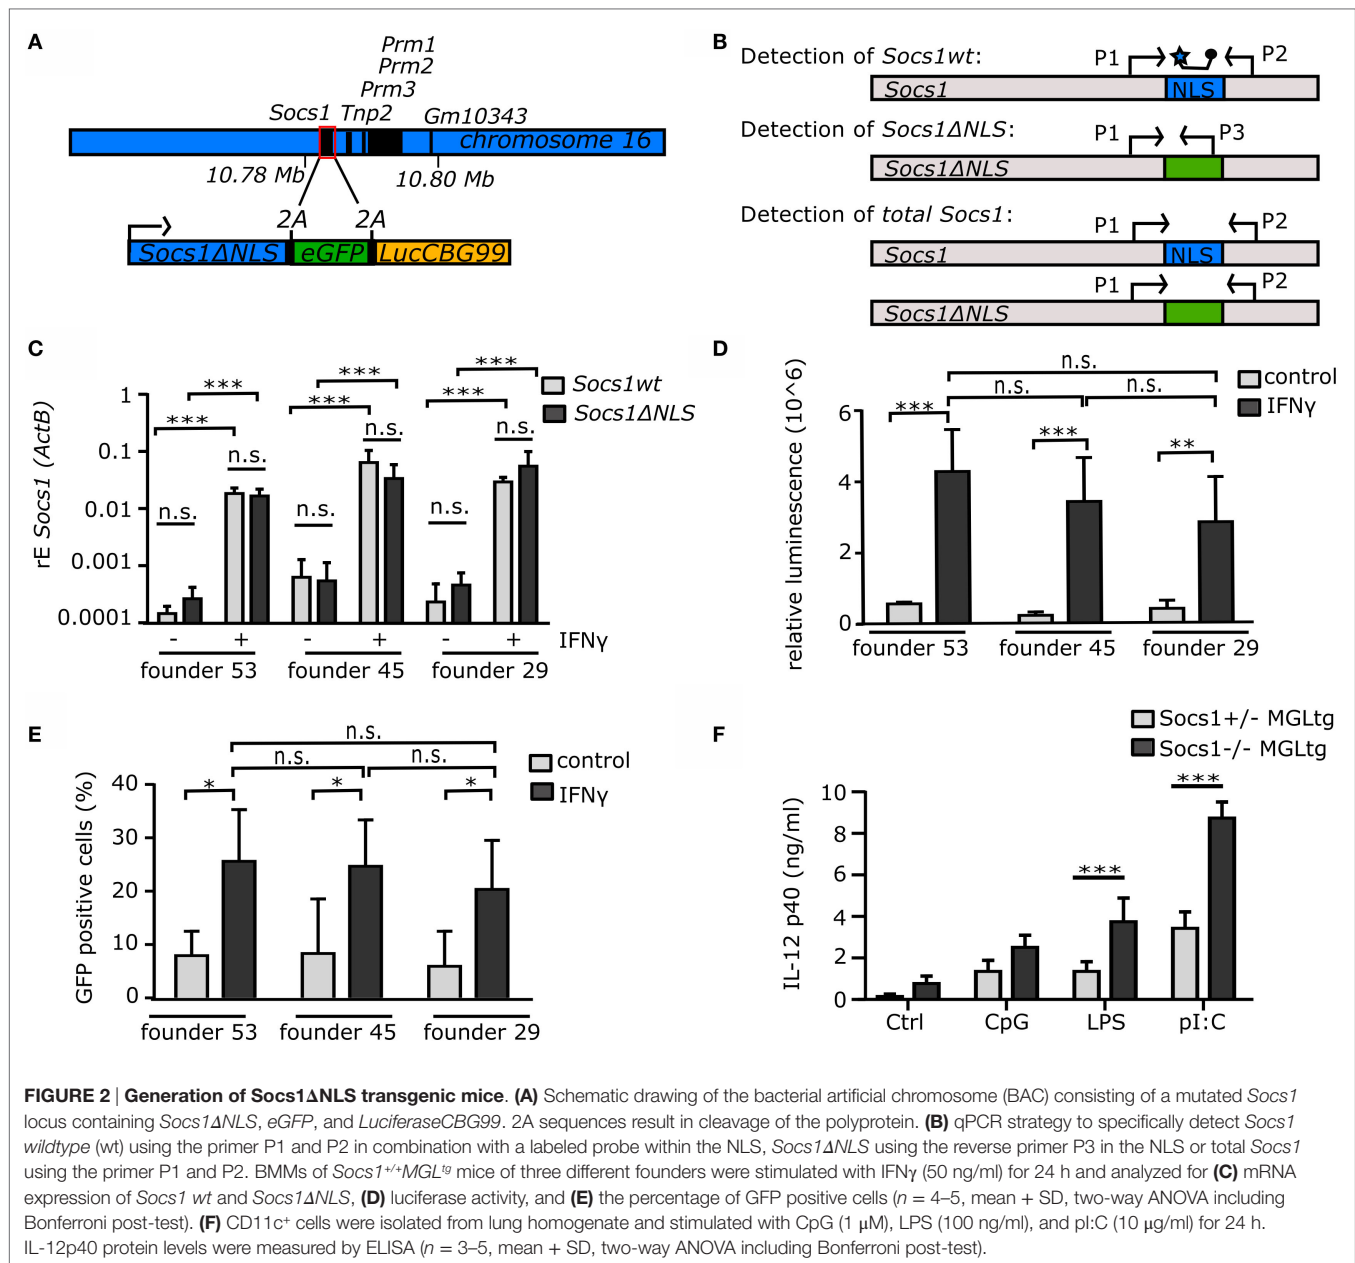 A
Prm1
Prm2
Prm3
Socs1 Tnp2 Gm10343
chromosome 16
10.78 Mb 10.80 Mb
2A 2A
Socs1ΔNLS eGFP LucCBG99
B
Detection of Socs1wt: P1 P2
Socs1 NLS
Detection of Socs1ΔNLS: P1 P3
Socs1ΔNLS
Detection of total Socs1: P1 P2
Socs1 NLS
P1 P2
Socs1ΔNLS
C
rE Socs1 (ActB)
1
0.1
0.01
0.001
0.0001
*** *** *** *** *** ***
n.s. n.s. n.s. n.s. n.s. n.s.
Socs1wt
Socs1ΔNLS
- + - + - + IFNγ
founder 53 founder 45 founder 29
D
relative luminescence (10^6)
6
4
2
0
n.s.
n.s. n.s.
*** *** **
control
IFNγ
founder 53 founder 45 founder 29
E
GFP positive cells (%)
40
30
20
10
0
n.s.
n.s. n.s.
* * *
control
IFNγ
founder 53 founder 45 founder 29
F
Socs1+/- MGLtg
Socs1-/- MGLtg
IL-12 p40 (ng/ml)
10
8
6
4
2
0
*** ***
Ctrl CpG LPS pI:C
FIGURE 2 | Generation of Socs1ΔNLS transgenic mice. (A) Schematic drawing of the bacterial artificial chromosome (BAC) consisting of a mutated Socs1
locus containing Socs1ΔNLS, eGFP, and LuciferaseCBG99. 2A sequences result in cleavage of the polyprotein. (B) qPCR strategy to specifically detect Socs1
wildtype (wt) using the primer P1 and P2 in combination with a labeled probe within the NLS, Socs1ΔNLS using the reverse primer P3 in the NLS or total Socs1
using the primer P1 and P2. BMMs of Socs1⁺/⁺MGLᵗᵍ mice of three different founders were stimulated with IFNγ (50 ng/ml) for 24 h and analyzed for (C) mRNA
expression of Socs1 wt and Socs1ΔNLS, (D) luciferase activity, and (E) the percentage of GFP positive cells (n = 4–5, mean + SD, two-way ANOVA including
Bonferroni post-test). (F) CD11c⁺ cells were isolated from lung homogenate and stimulated with CpG (1 μM), LPS (100 ng/ml), and pI:C (10 μg/ml) for 24 h.
IL-12p40 protein levels were measured by ELISA (n = 3–5, mean + SD, two-way ANOVA including Bonferroni post-test).